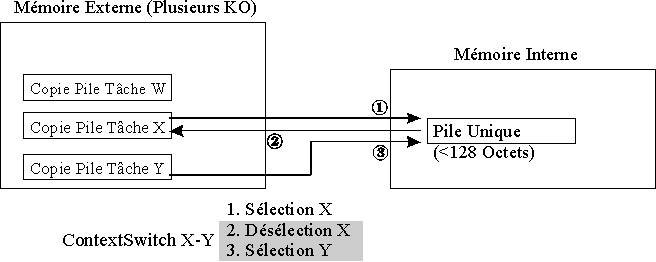 Mémoire Externe (Plusieurs KO)
Mémoire Interne
Copie Pile Tâche W
Copie Pile Tâche X
①
Pile Unique
②
(<128 Octets)
③
Copie Pile Tâche Y
1. Sélection X
ContextSwitch X-Y
2. Désélection X
3. Sélection Y